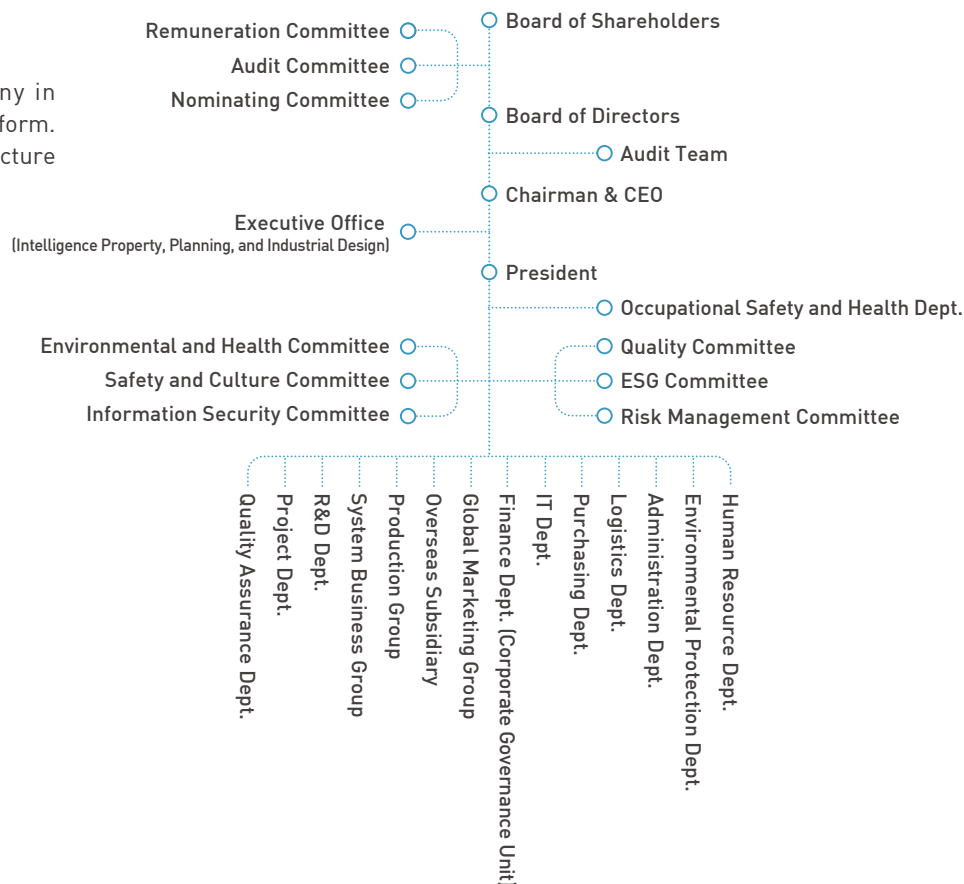 Remuneration Committee
Board of Shareholders
Audit Committee
ny in
Nominating Committee
form.
Board of Directors
cture
Audit Team
Chairman & CEO
Executive Office
(Intelligence Property, Planning, and Industrial Design)
President
Occupational Safety and Health Dept.
Environmental and Health Committee
Quality Committee
Safety and Culture Committee
ESG Committee
Information Security Committee
Risk Management Committee
Quality Assurance Dept.
Project Dept.
R&D Dept.
System Business Group
Production Group
Overseas Subsidiary
Global Marketing Group
Finance Dept. (Corporate Governance Unit)
IT Dept.
Purchasing Dept.
Logistics Dept.
Administration Dept.
Environmental Protection Dept.
Human Resource Dept.